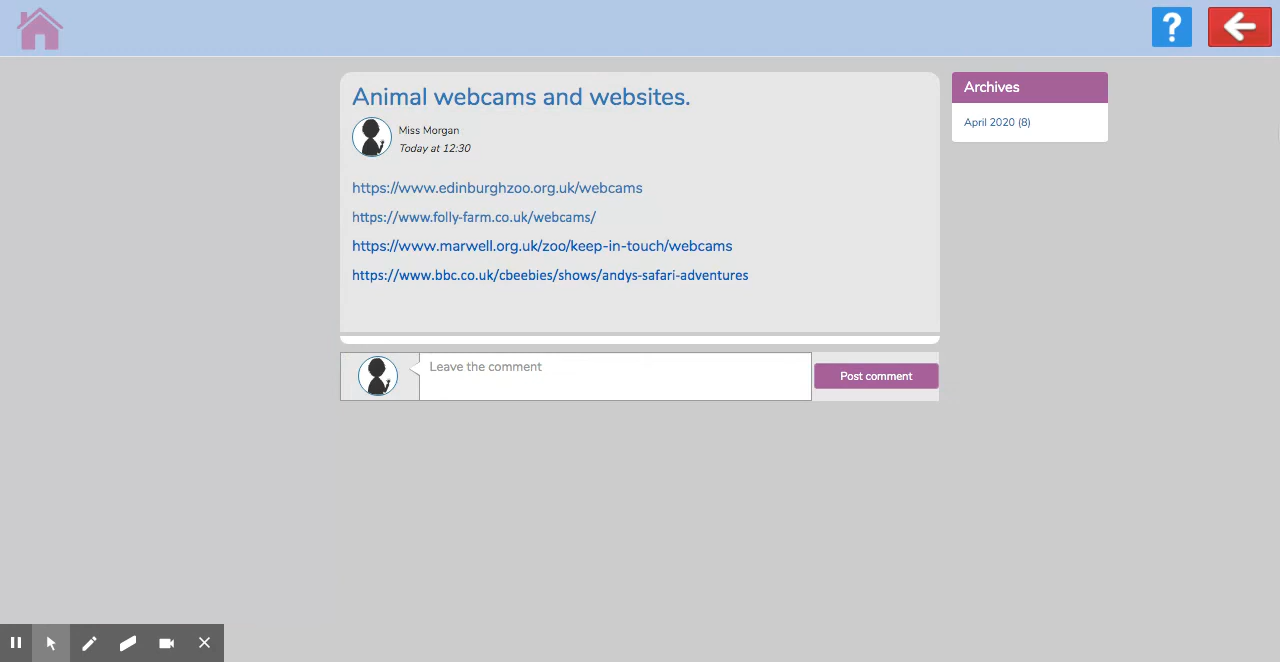 ?
Animal webcams and websites.
Miss Morgan
Today at 12:30
https://www.edinburghzoo.org.uk/webcams
https://www.folly-farm.co.uk/webcams/
https://www.marwell.org.uk/zoo/keep-in-touch/webcams
https://www.bbc.co.uk/cbeebies/shows/andys-safari-adventures
Leave the comment
Post comment
Archives
April 2020 (8)